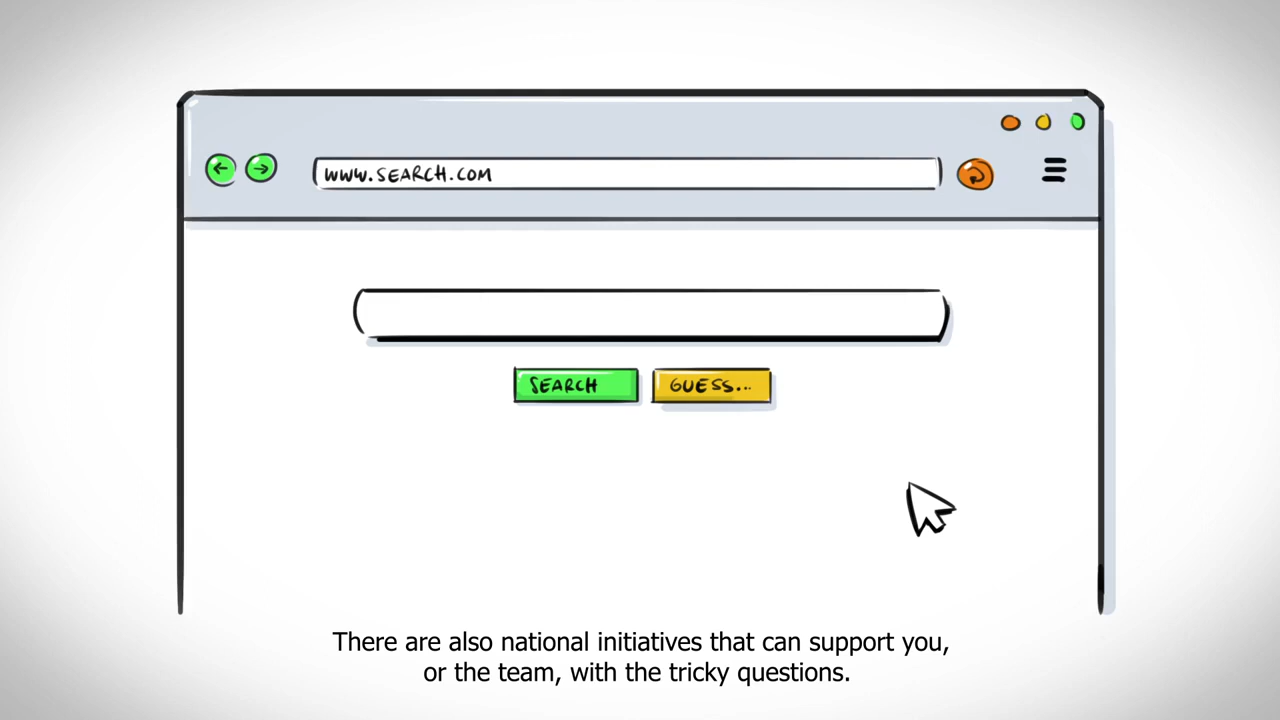 WWW.SEARCH.COM
SEARCH
GUESS...
There are also national initiatives that can support you,
or the team, with the tricky questions.